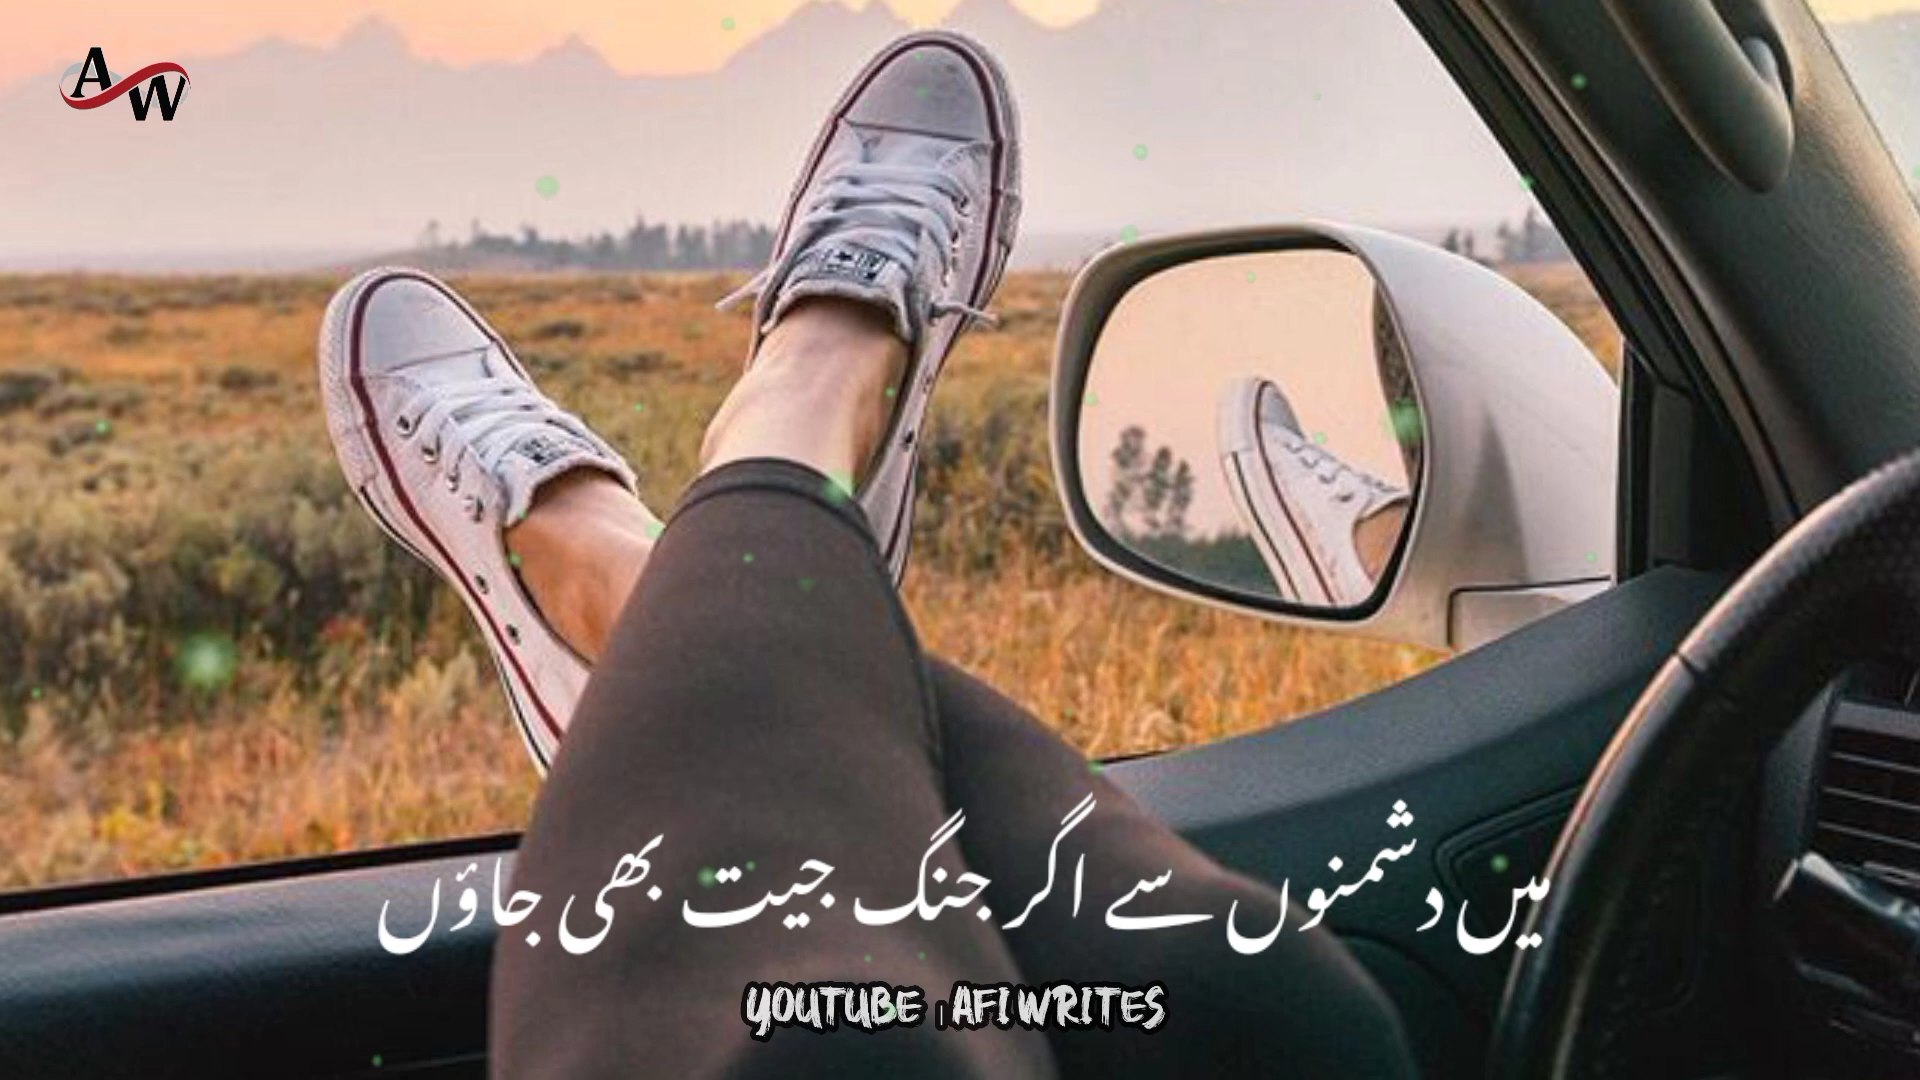 AW
میں دشمنوں سے اگر جنگ جیت بھی جاؤں
YOUTUBE | AFI WRITES